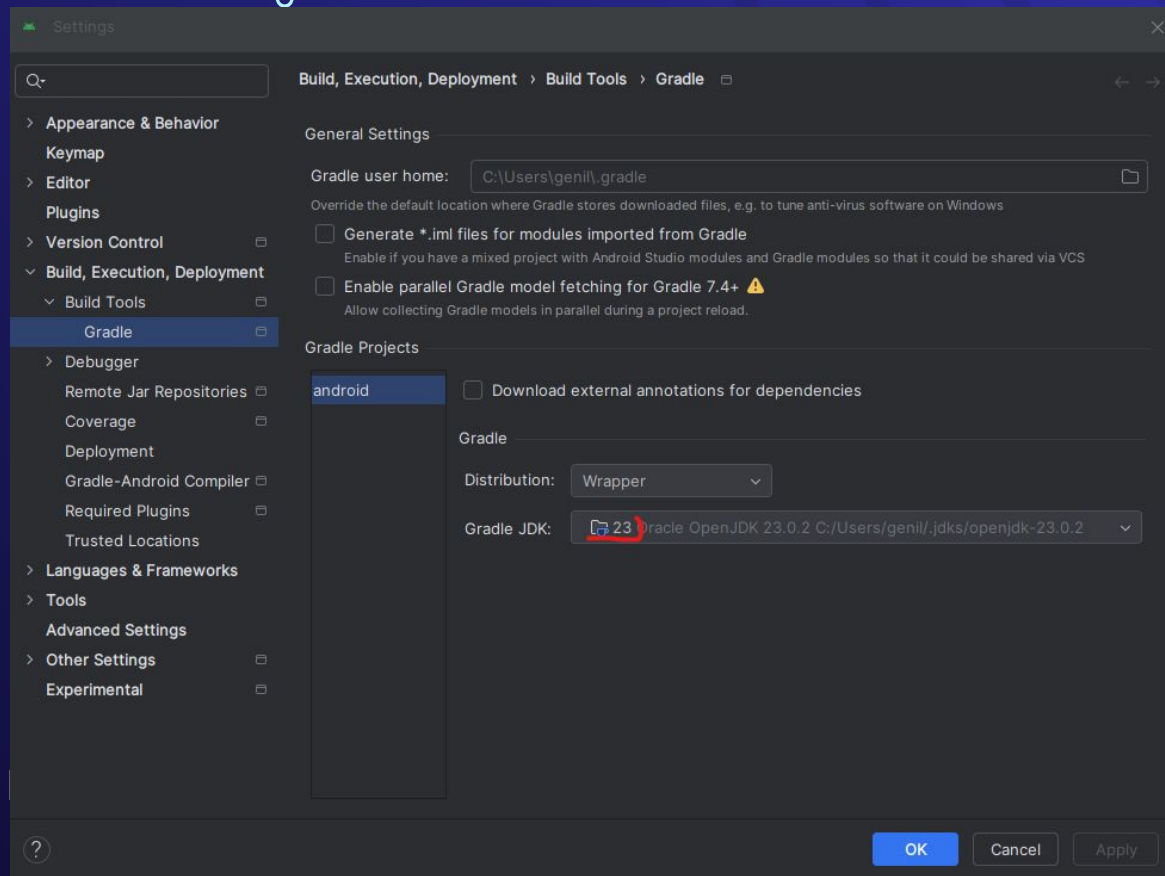 Settings
Build, Execution, Deployment › Build Tools › Gradle
Appearance & Behavior
Keymap
Editor
Plugins
Version Control
Build, Execution, Deployment
Build Tools
Gradle
Debugger
Remote Jar Repositories
Coverage
Deployment
Gradle-Android Compiler
Required Plugins
Trusted Locations
Languages & Frameworks
Tools
Advanced Settings
Other Settings
Experimental
General Settings
Gradle user home: C:\Users\genil\.gradle
Override the default location where Gradle stores downloaded files, e.g. to tune anti-virus software on Windows
Generate *.iml files for modules imported from Gradle
Enable if you have a mixed project with Android Studio modules and Gradle modules so that it could be shared via VCS
Enable parallel Gradle model fetching for Gradle 7.4+
Allow collecting Gradle models in parallel during a project reload.
Gradle Projects
android
Download external annotations for dependencies
Gradle
Distribution: Wrapper
Gradle JDK: 23 Oracle OpenJDK 23.0.2 C:/Users/genil/.jdks/openjdk-23.0.2
?
OK Cancel Apply